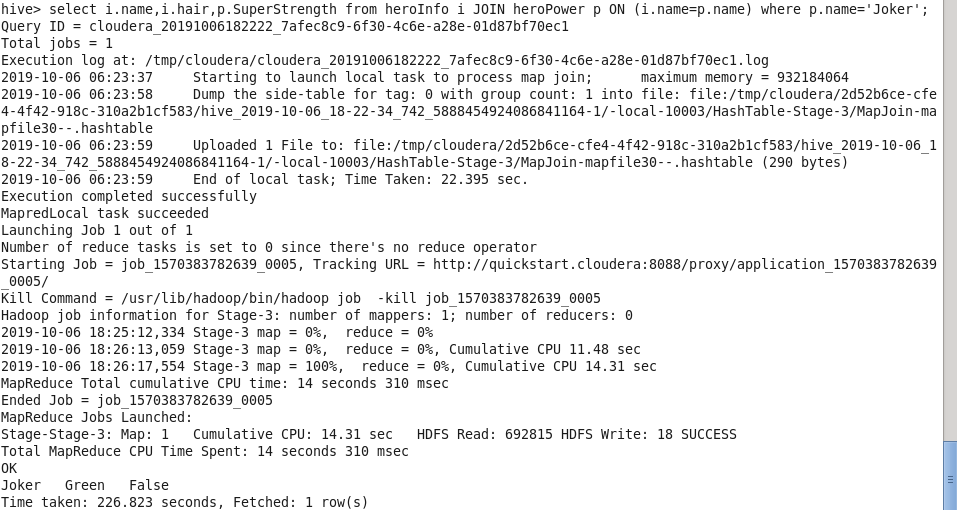 hive> select i.name,i.hair,p.SuperStrength from heroInfo i JOIN heroPower p ON (i.name=p.name) where p.name='Joker';
Query ID = cloudera_20191006182222_7afec8c9-6f30-4c6e-a28e-01d87bf70ec1
Total jobs = 1
Execution log at: /tmp/cloudera/cloudera_20191006182222_7afec8c9-6f30-4c6e-a28e-01d87bf70ec1.log
2019-10-06 06:23:37     Starting to launch local task to process map join;      maximum memory = 932184064
2019-10-06 06:23:58     Dump the side-table for tag: 0 with group count: 1 into file: file:/tmp/cloudera/2d52b6ce-cfe
4-4f42-918c-310a2b1cf583/hive_2019-10-06_18-22-34_742_5888454924086841164-1/-local-10003/HashTable-Stage-3/MapJoin-ma
pfile30--.hashtable
2019-10-06 06:23:59     Uploaded 1 File to: file:/tmp/cloudera/2d52b6ce-cfe4-4f42-918c-310a2b1cf583/hive_2019-10-06_1
8-22-34_742_5888454924086841164-1/-local-10003/HashTable-Stage-3/MapJoin-mapfile30--.hashtable (290 bytes)
2019-10-06 06:23:59     End of local task; Time Taken: 22.395 sec.
Execution completed successfully
MapredLocal task succeeded
Launching Job 1 out of 1
Number of reduce tasks is set to 0 since there's no reduce operator
Starting Job = job_1570383782639_0005, Tracking URL = http://quickstart.cloudera:8088/proxy/application_1570383782639
_0005/
Kill Command = /usr/lib/hadoop/bin/hadoop job  -kill job_1570383782639_0005
Hadoop job information for Stage-3: number of mappers: 1; number of reducers: 0
2019-10-06 18:25:12,334 Stage-3 map = 0%,  reduce = 0%
2019-10-06 18:26:13,059 Stage-3 map = 0%,  reduce = 0%, Cumulative CPU 11.48 sec
2019-10-06 18:26:17,554 Stage-3 map = 100%,  reduce = 0%, Cumulative CPU 14.31 sec
MapReduce Total cumulative CPU time: 14 seconds 310 msec
Ended Job = job_1570383782639_0005
MapReduce Jobs Launched:
Stage-Stage-3: Map: 1   Cumulative CPU: 14.31 sec   HDFS Read: 692815 HDFS Write: 18 SUCCESS
Total MapReduce CPU Time Spent: 14 seconds 310 msec
OK
Joker   Green   False
Time taken: 226.823 seconds, Fetched: 1 row(s)